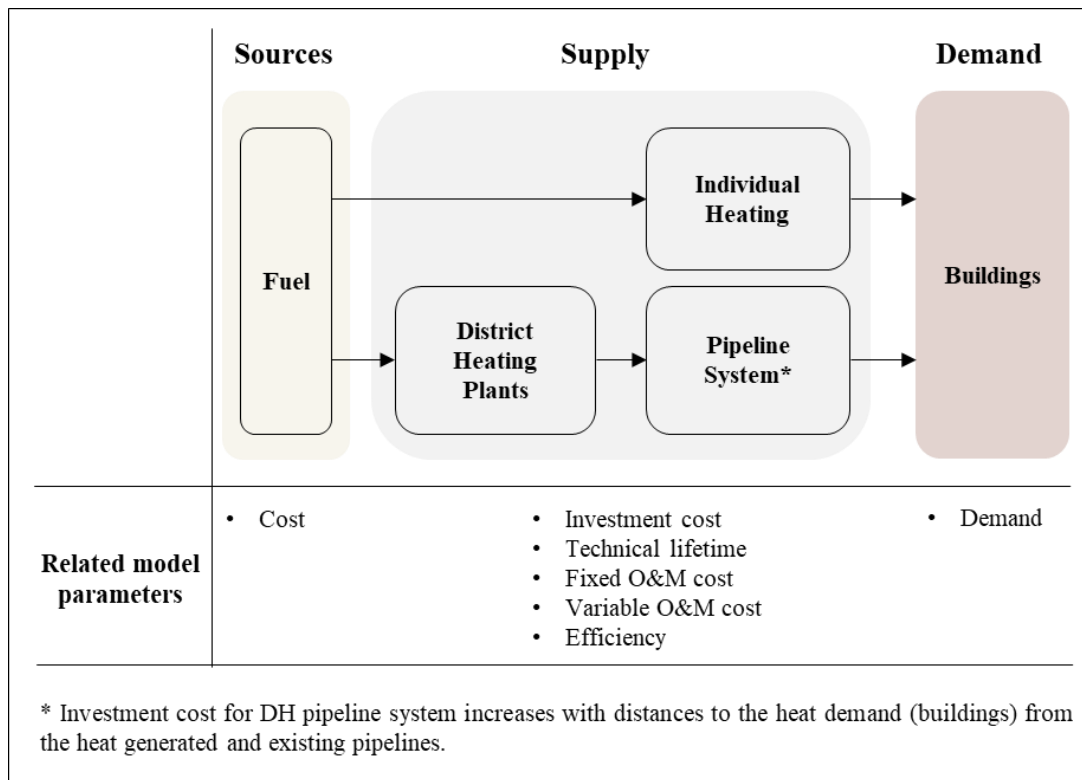 Sources Supply Demand
Individual
Heating
Fuel
Buildings
District
Heating
Plants
Pipeline
System*
Related model
parameters
• Cost
• Investment cost
• Technical lifetime
• Fixed O&M cost
• Variable O&M cost
• Efficiency
• Demand
* Investment cost for DH pipeline system increases with distances to the heat demand (buildings) from
the heat generated and existing pipelines.